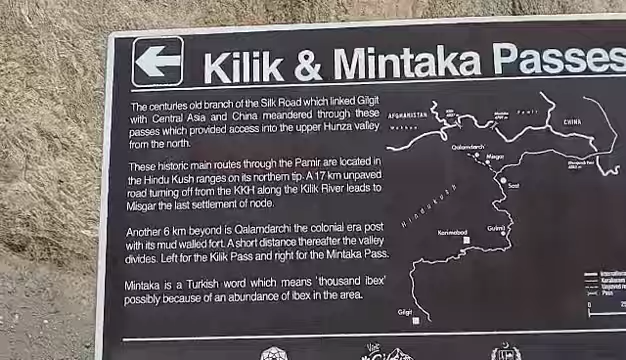 Kilik & Mintaka Passes
The centuries old branch of the Silk Road which linked Gilgit
with Central Asia and China meandered through these
passes which provided access into the upper Hunza valley
from the north.
These historic main routes through the Pamir are located in
the Hindu Kush ranges on its northern tip. A 17 km unpaved
road turning off from the KKH along the Kilik River leads to
Misgar the last settlement of node.
Another 6 km beyond is Qalamdarchi the colonial era post
with its mud walled fort. A short distance thereafter the valley
divides. Left for the Kilik Pass and right for the Mintaka Pass.
Mintaka is a Turkish word which means 'thousand ibex'
possibly because of an abundance of ibex in the area.
AFGHANISTAN
Pamir
CHINA
Wakhan
Qalamdarchi
Misgar
Sost
HINDUKUSH
Gulmit
Karimabad
Gilgit